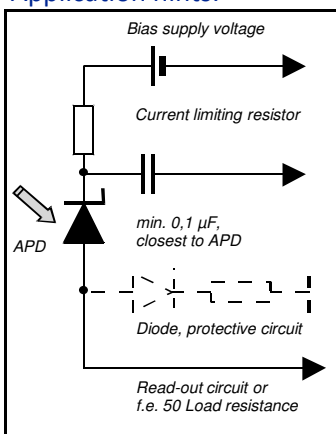 Application hints:
Bias supply voltage
Current limiting resistor
min. 0,1 µF,
closest to APD
APD
Diode, protective circuit
Read-out circuit or
f.e. 50 Load resistance